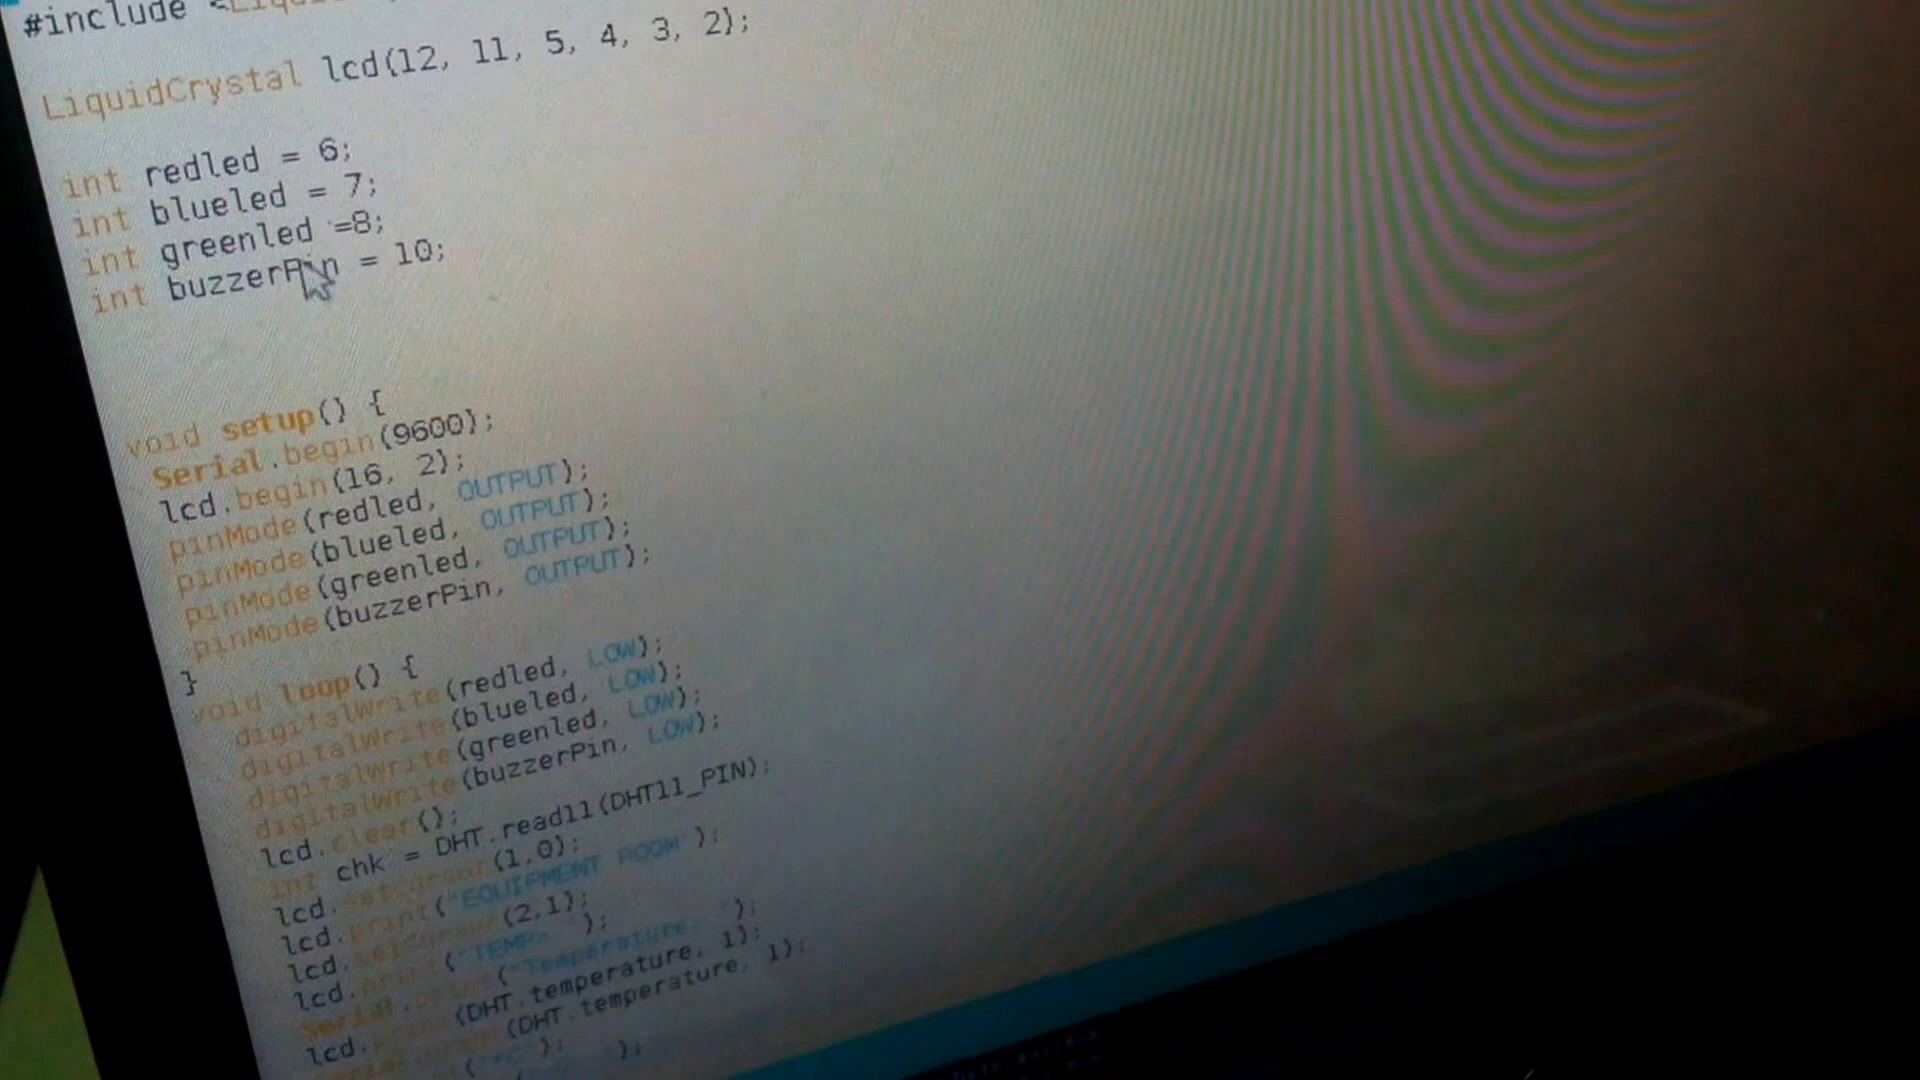 #include
LiquidCrystal lcd(12, 11, 5, 4, 3, 2);
int redled = 6;
int blueled = 7;
int greenled =8;
int buzzerPin = 10;
void setup() {
Serial.begin(9600);
lcd.begin(16, 2);
pinMode(redled, OUTPUT);
pinMode(blueled, OUTPUT);
pinMode(greenled, OUTPUT);
pinMode(buzzerPin, OUTPUT);
}
void loop() {
digitalWrite(redled, LOW);
digitalWrite(blueled, LOW);
digitalWrite(greenled, LOW);
digitalWrite(buzzerPin, LOW);
lcd.clear();
int chk = DHT.read11(DHT11_PIN);
lcd.setCursor(1,0);
lcd.print("EQUIPMENT ROOM");
lcd.setCursor(2,1);
lcd.print("TEMP= ");
Serial.print("Temperature: ");
lcd. (DHT.temperature, 1);
(DHT.temperature, 1);